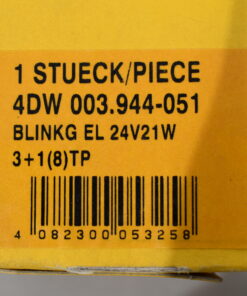 1 STUECK/PIECE
4DW 003.944-051
BLINKG EL 24V21W
3+1(8)TP
4 082300 053258